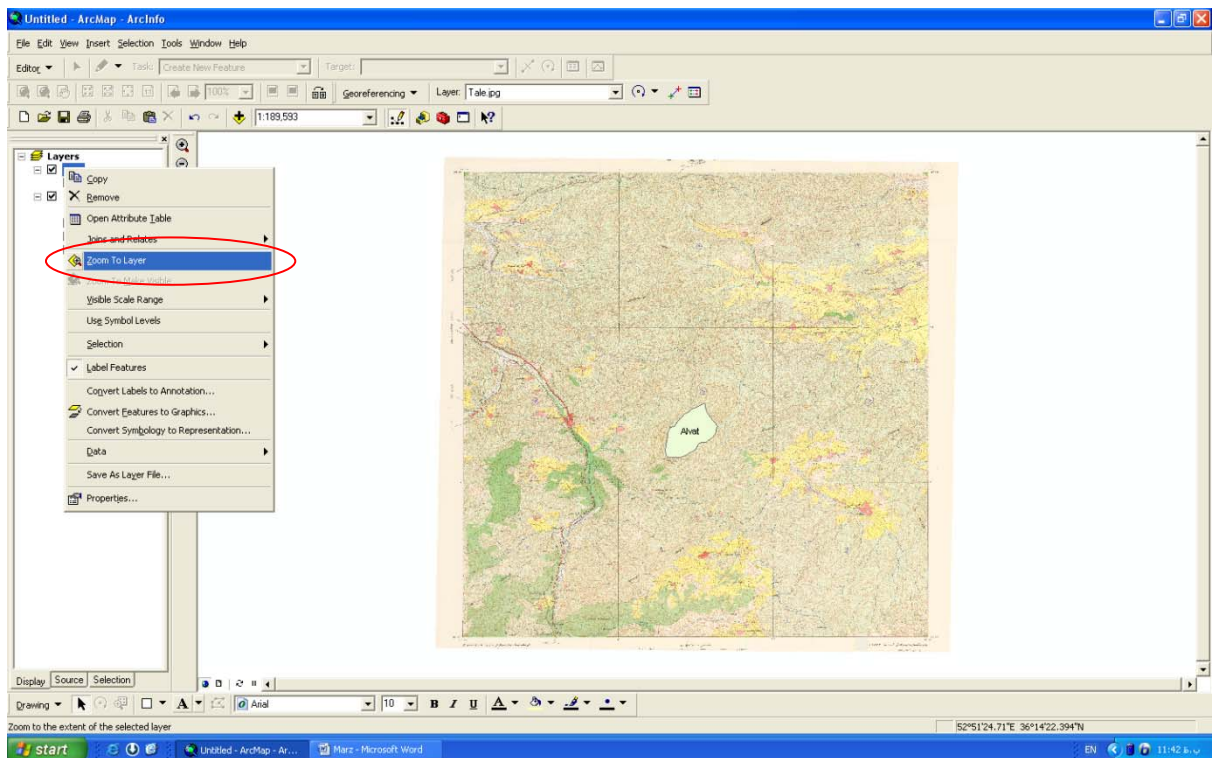 Untitled - ArcMap - ArcInfo
File Edit View Insert Selection Tools Window Help
Editor Task: Create New Feature Target:
100% Georeferencing Layer: Tale.jpg
1:189,593
Layers
Copy
Remove
Open Attribute Table
Joins and Relates
Zoom To Layer
Zoom To Make Visible
Visible Scale Range
Use Symbol Levels
Selection
Label Features
Convert Labels to Annotation...
Convert Features to Graphics...
Convert Symbology to Representation...
Data
Save As Layer File...
Properties...
Alvat
Display Source Selection
Drawing A Arial 10 B I U A
Zoom to the extent of the selected layer 52°51'24.71"E 36°14'22.394"N
start Untitled - ArcMap - Ar... Marz - Microsoft Word EN 11:42 ب.ظ